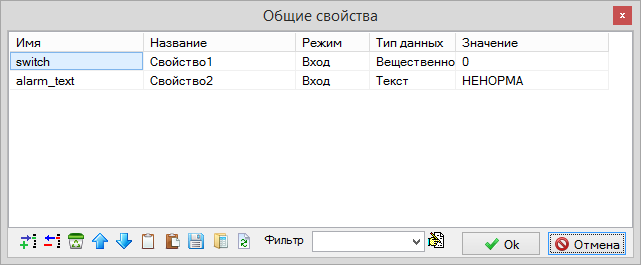 Общие свойства
Имя Название Режим Тип данных Значение
switch Свойство1 Вход Вещественно 0
alarm_text Свойство2 Вход Текст НЕНОРМА
Фильтр Ok Отмена